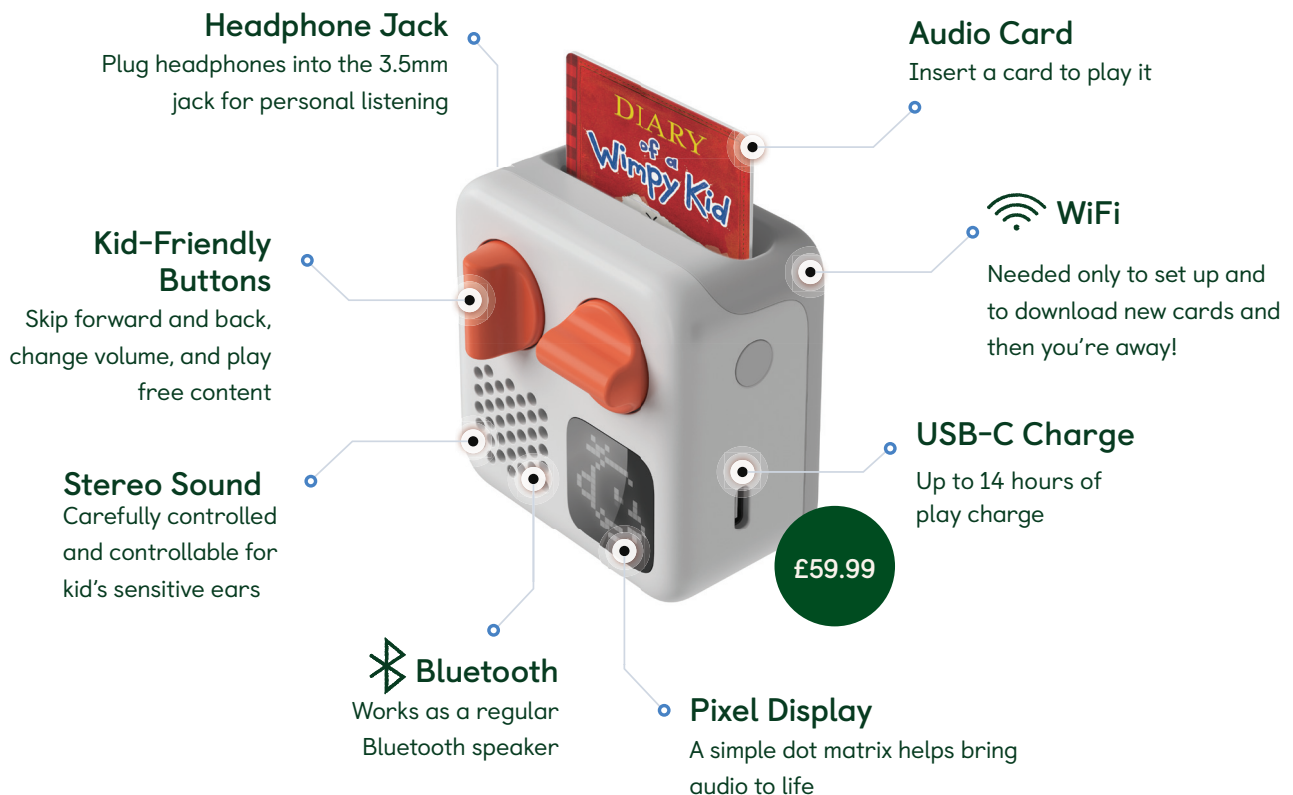 Headphone Jack
Plug headphones into the 3.5mm
jack for personal listening
Audio Card
Insert a card to play it
DIARY
of a
Wimpy Kid
WiFi
Needed only to set up and
to download new cards and
then you're away!
Kid-Friendly
Buttons
Skip forward and back,
change volume, and play
free content
USB-C Charge
Up to 14 hours of
play charge
Stereo Sound
Carefully controlled
and controllable for
kid's sensitive ears
£59.99
Bluetooth
Works as a regular
Bluetooth speaker
Pixel Display
A simple dot matrix helps bring
audio to life